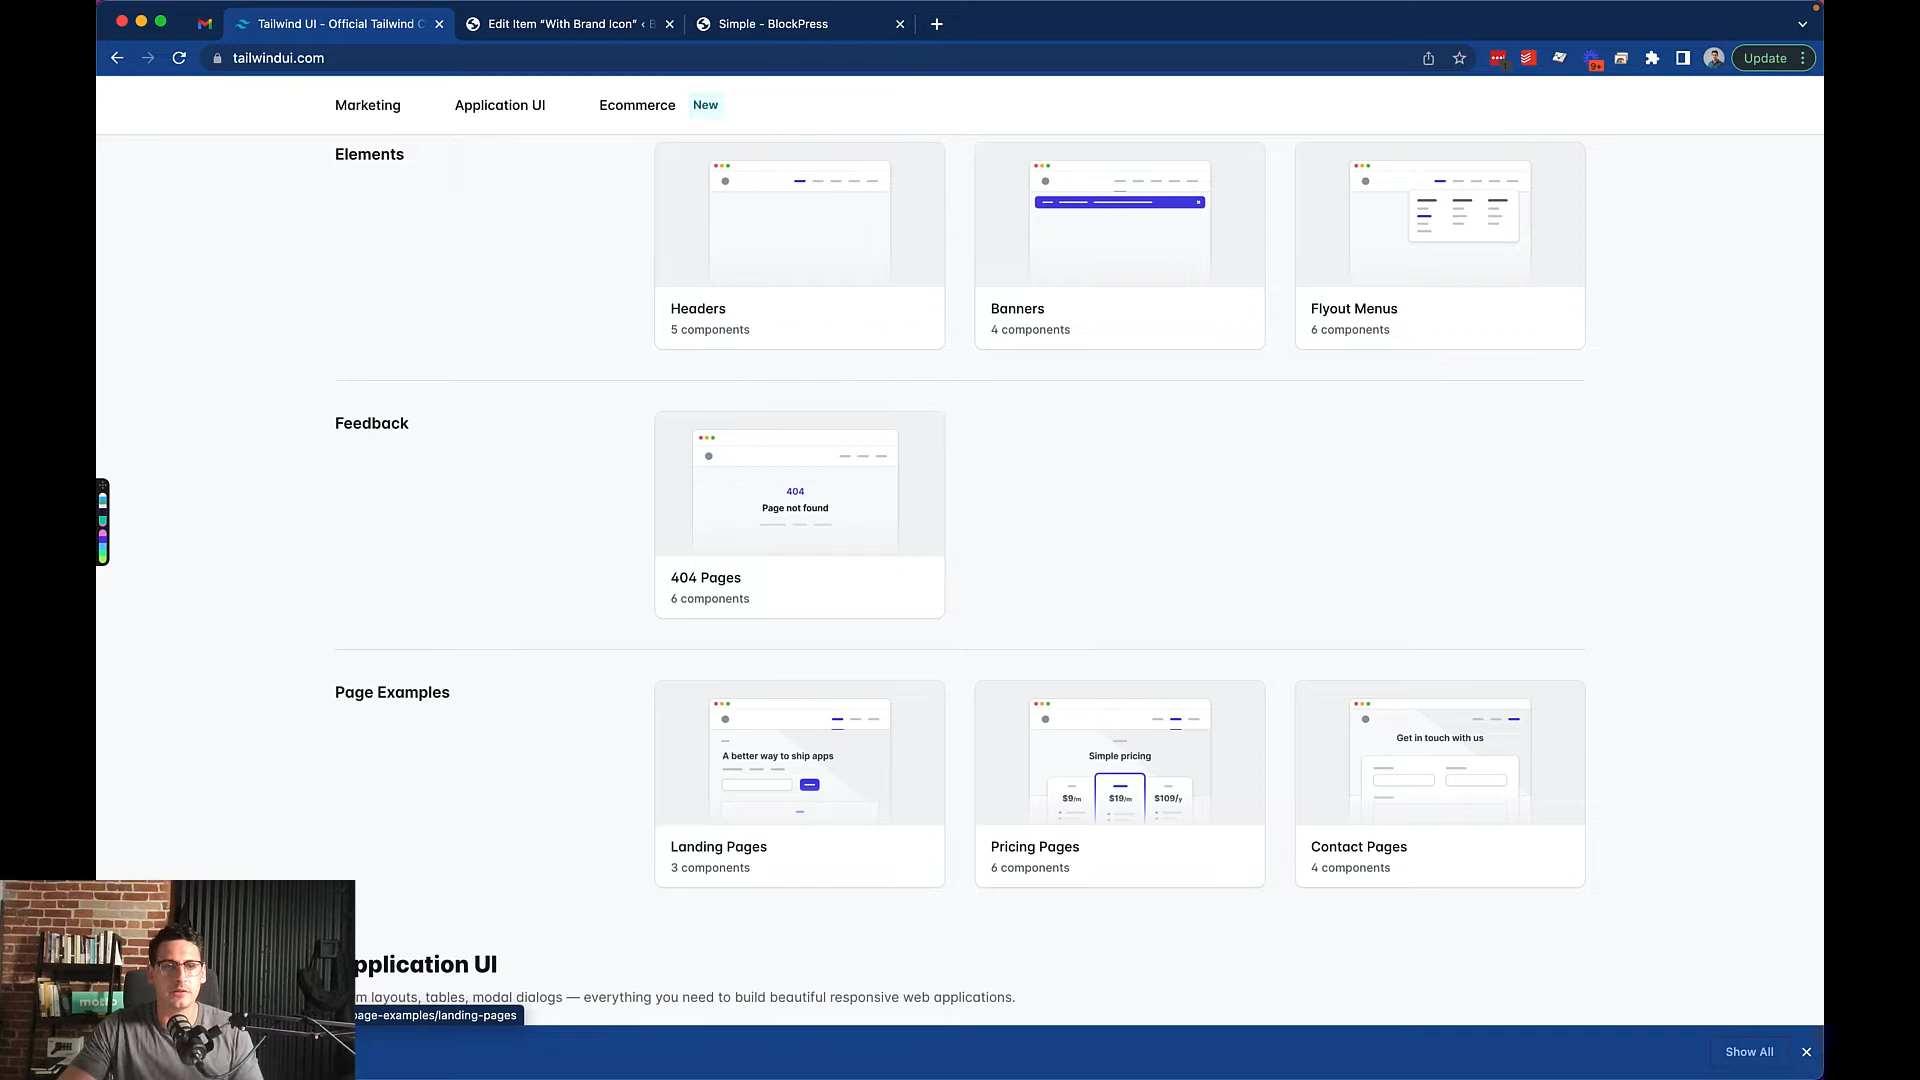 Tailwind UI - Official Tailwind C
Edit Item “With Brand Icon” ‹ B
Simple - BlockPress
tailwindui.com
1
9+
Update
Marketing
Application UI
Ecommerce
New
Elements
Headers
5 components
Banners
4 components
Flyout Menus
6 components
Feedback
404
Page not found
404 Pages
6 components
Page Examples
A better way to ship apps
Landing Pages
3 components
Simple pricing
$9/m
$19/m
$109/y
Pricing Pages
6 components
Get in touch with us
Contact Pages
4 components
pplication UI
m layouts, tables, modal dialogs — everything you need to build beautiful responsive web applications.
page-examples/landing-pages
motto
Show All